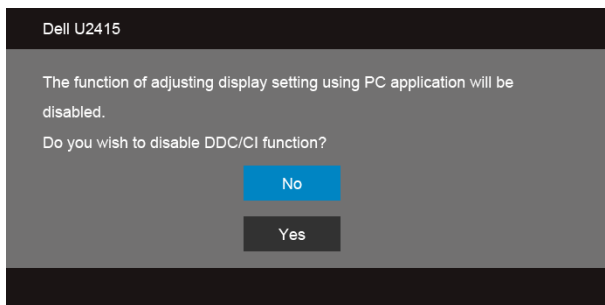 Dell U2415
The function of adjusting display setting using PC application will be
disabled.
Do you wish to disable DDC/CI function?
No
Yes